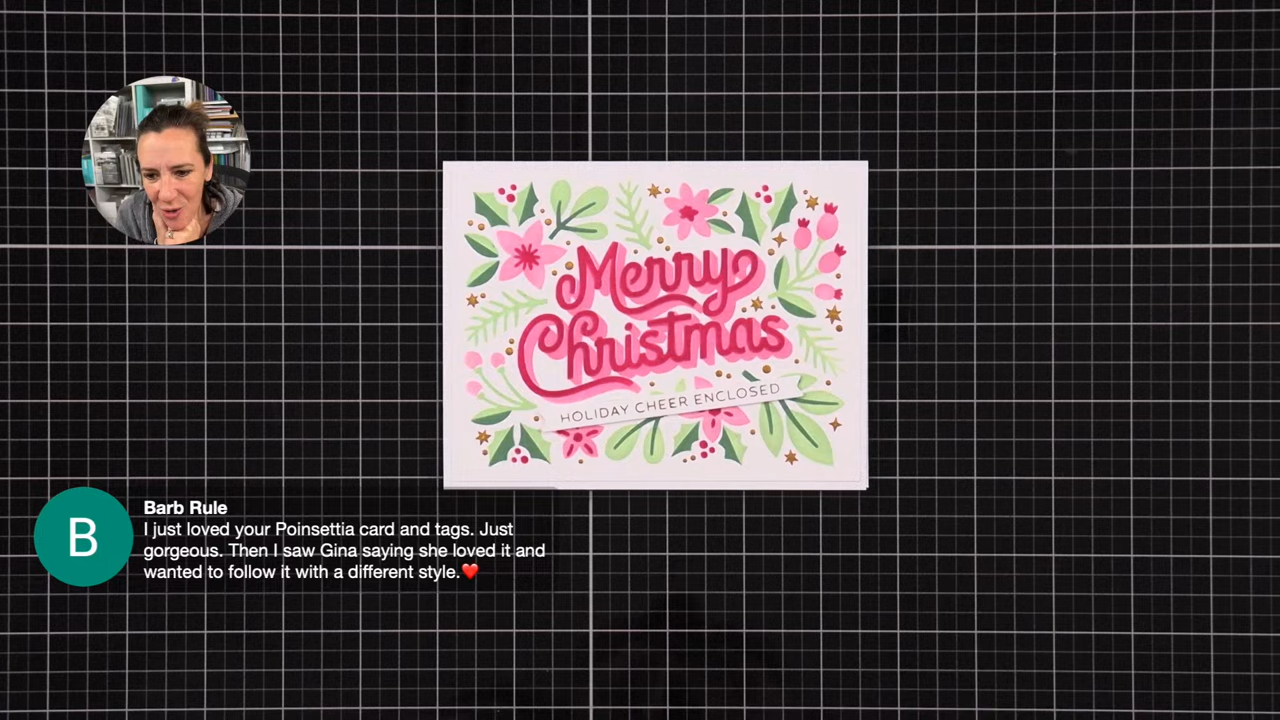 Merry
Christmas
HOLIDAY CHEER ENCLOSED
Barb Rule
I just loved your Poinsettia card and tags. Just
gorgeous. Then I saw Gina saying she loved it and
wanted to follow it with a different style.❤️